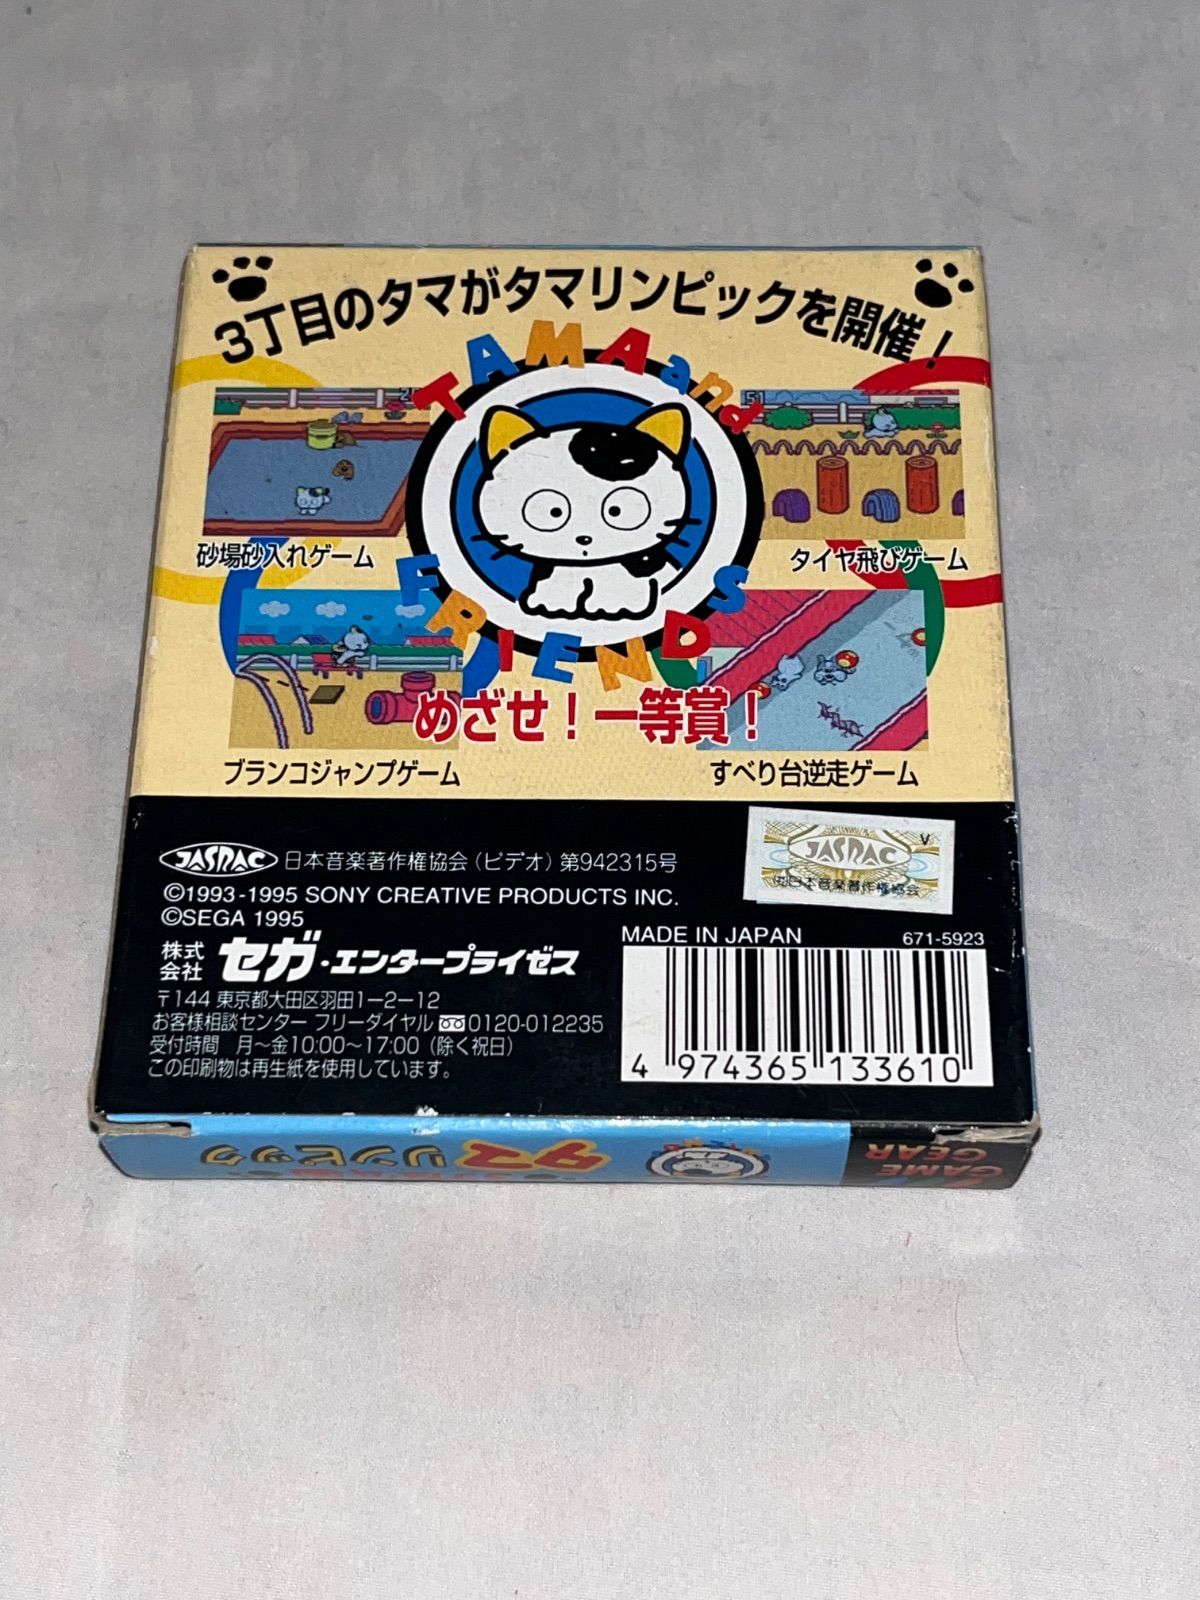 3丁目のタマがタマリンピックを開催!
TAMA and
FRIENDS
砂場砂入れゲーム
51
タイヤ飛びゲーム
めざせ!一等賞!
ブランコジャンプゲーム
すべり台逆走ゲーム
JASRAC 日本音楽著作権協会(ビデオ)第942315号
JASRAC
V
©1993-1995 SONY CREATIVE PRODUCTS INC.
©SEGA 1995
株式会社 セガ・エンタープライゼス
〒144 東京都大田区羽田1-2-12
お客様相談センター フリーダイヤル 0120-012235
受付時間 月〜金10:00〜17:00(除く祝日)
この印刷物は再生紙を使用しています。
MADE IN JAPAN 671-5923
4 974365 133610
タマリンピック
GAME GEAR